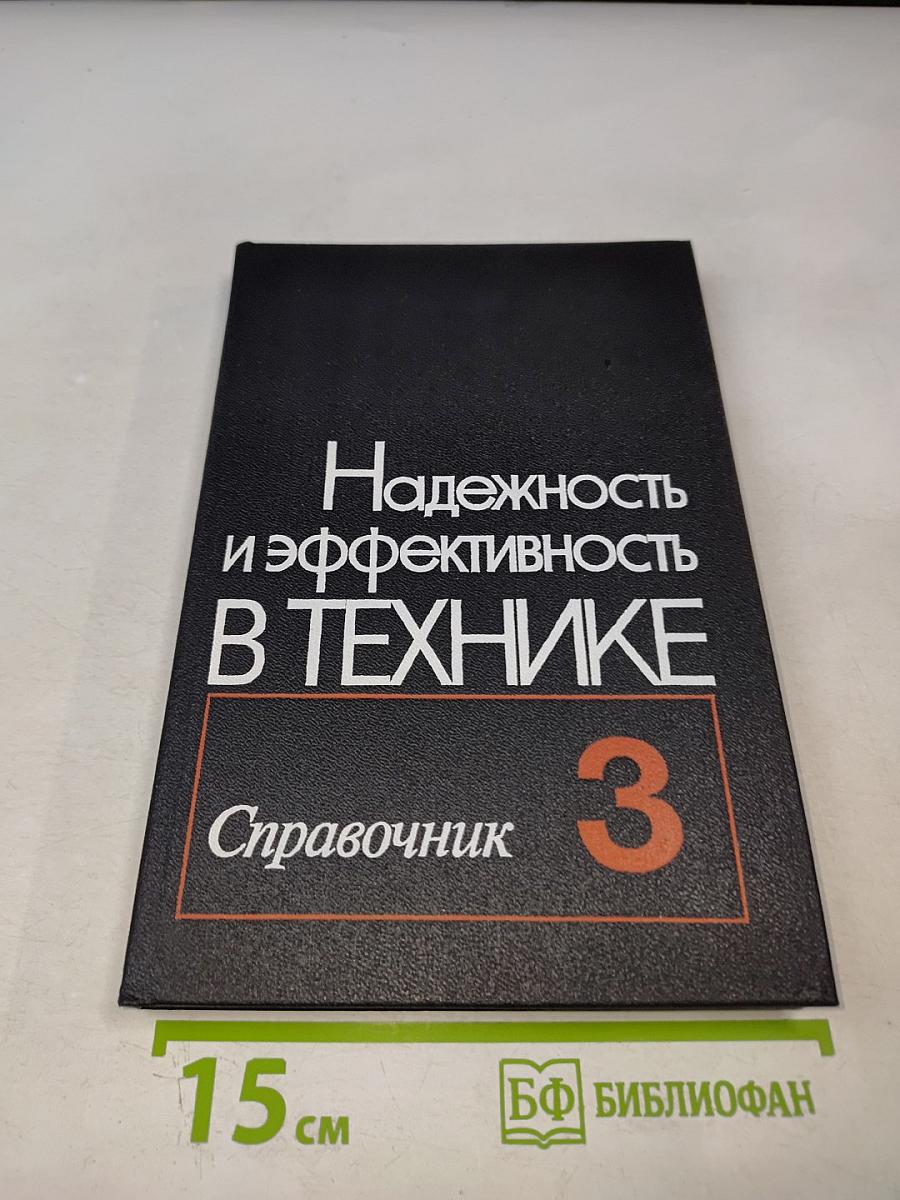 Надежность
и эффективность
В ТЕХНИКЕ
Справочник 3
15 см
БФ БИБЛИОФАН